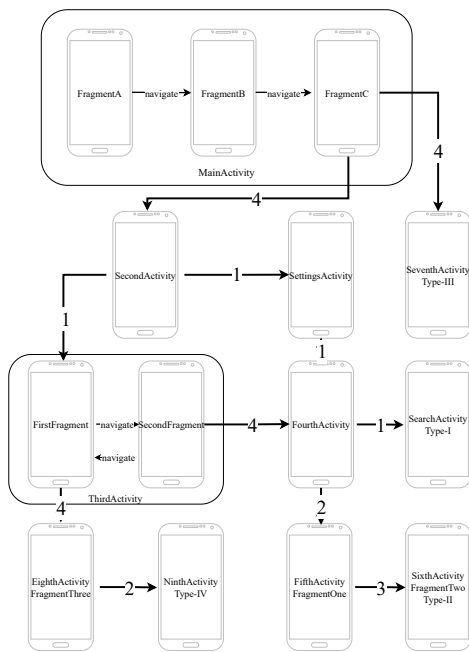 FragmentA
navigate
FragmentB
navigate
FragmentC
MainActivity
4
4
SecondActivity
1
SettingsActivity
SeventhActivity
Type-III
1
1
FirstFragment
navigate
navigate
SecondFragment
4
FourthActivity
1
SearchActivity
Type-I
ThirdActivity
4
2
EighthActivity
FragmentThree
2
NinthActivity
Type-IV
FifthActivity
FragmentOne
3
SixthActivity
FragmentTwo
Type-II